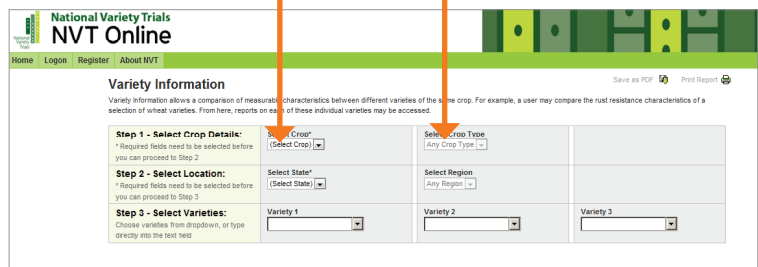 National Variety Trials
National Variety Trials
NVT Online
Home Logon Register About NVT
Variety Information
Save as PDF Print Report
Variety Information allows a comparison of measurable characteristics between different varieties of the same crop. For example, a user may compare the rust resistance characteristics of a
selection of wheat varieties. From here, reports on each of these individual varieties may be accessed.
Step 1 - Select Crop Details:
* Required fields need to be selected before
you can proceed to Step 2
Select Crop*
(Select Crop)
Select Crop Type
Any Crop Type
Step 2 - Select Location:
* Required fields need to be selected before
you can proceed to Step 3
Select State*
(Select State)
Select Region
Any Region
Step 3 - Select Varieties:
Choose varieties from dropdown, or type
directly into the text field
Variety 1
Variety 2
Variety 3